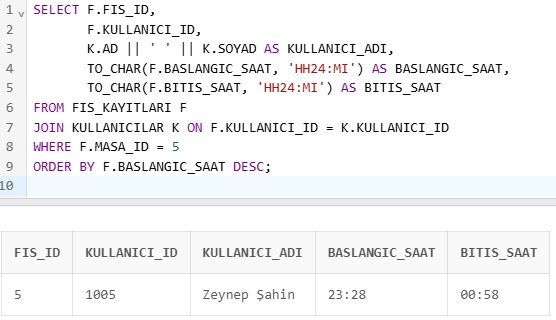 1 SELECT F.FIS_ID,
2 F.KULLANICI_ID,
3 K.AD || ' ' || K.SOYAD AS KULLANICI_ADI,
4 TO_CHAR(F.BASLANGIC_SAAT, 'HH24:MI') AS BASLANGIC_SAAT,
5 TO_CHAR(F.BITIS_SAAT, 'HH24:MI') AS BITIS_SAAT
6 FROM FIS_KAYITLARI F
7 JOIN KULLANICILAR K ON F.KULLANICI_ID = K.KULLANICI_ID
8 WHERE F.MASA_ID = 5
9 ORDER BY F.BASLANGIC_SAAT DESC;
10
FIS_ID KULLANICI_ID KULLANICI_ADI BASLANGIC_SAAT BITIS_SAAT
5 1005 Zeynep Şahin 23:28 00:58